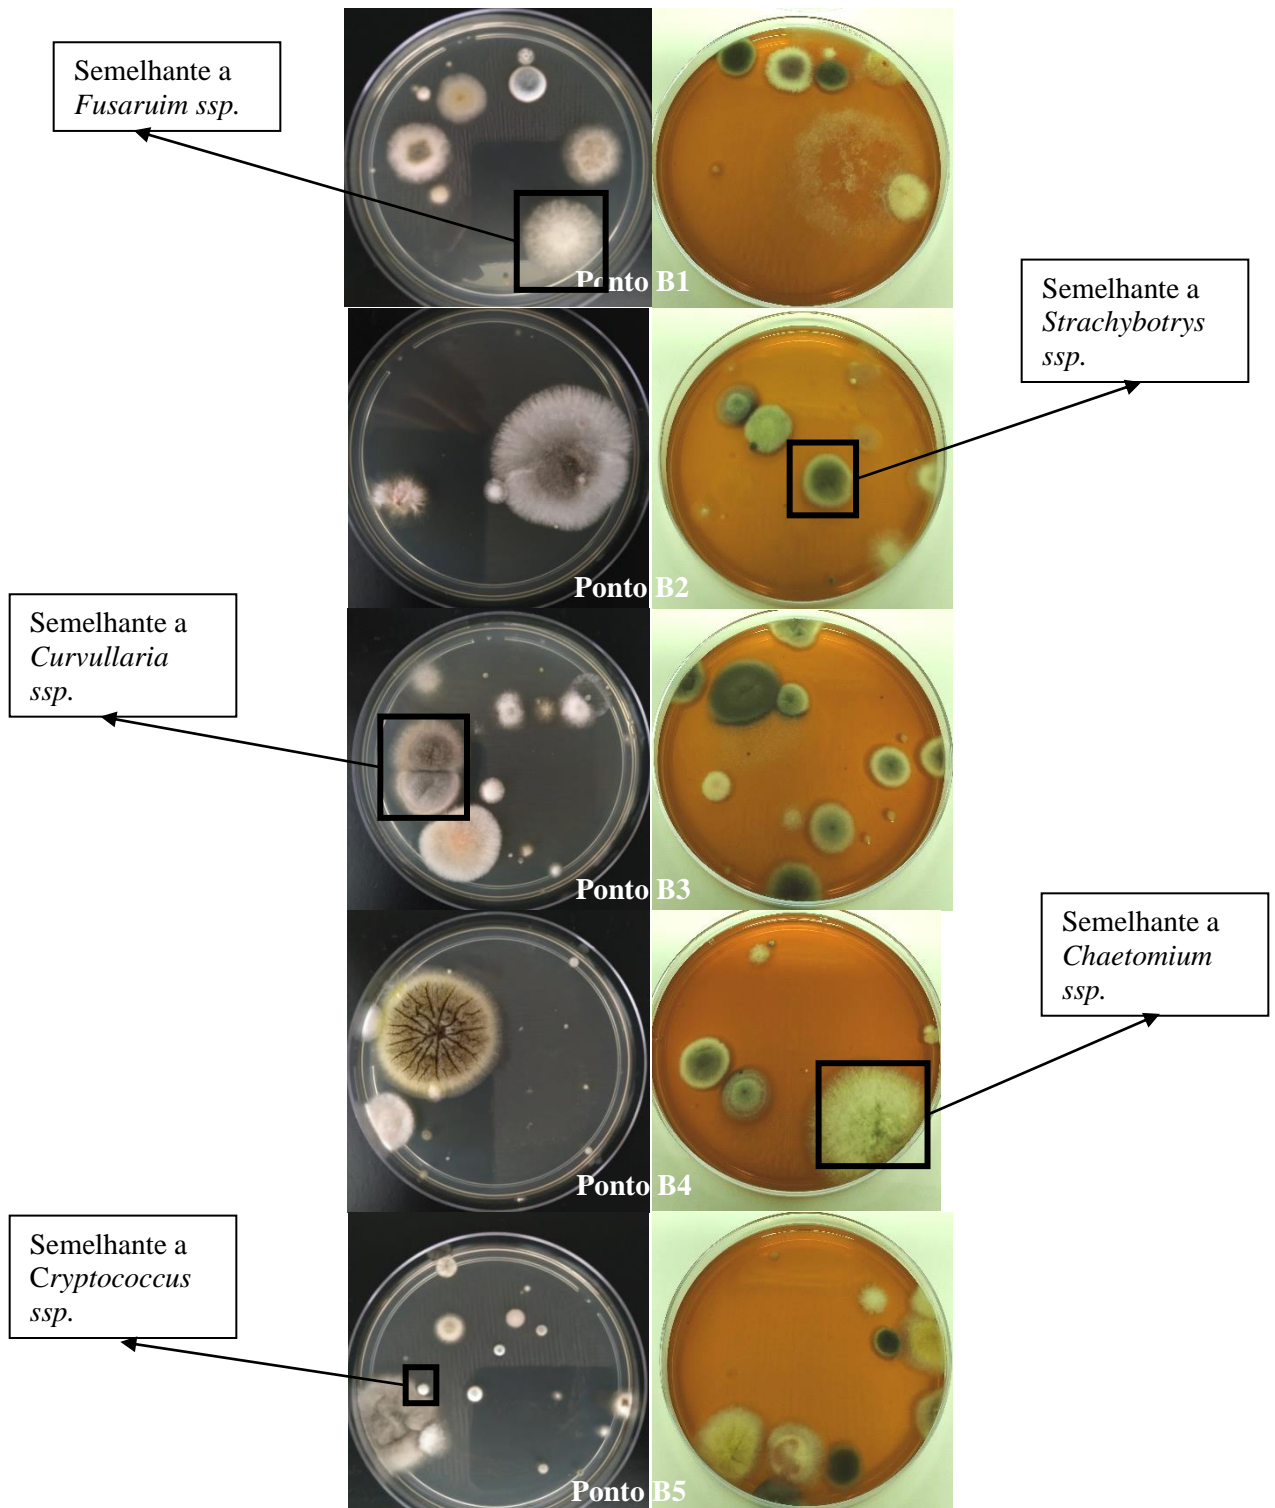 Semelhante a
Fusaruim ssp.
Ponto B1
Semelhante a
Strachybotrys
ssp.
Ponto B2
Semelhante a
Curvullaria
ssp.
Ponto B3
Semelhante a
Chaetomium
ssp.
Ponto B4
Semelhante a
Cryptococcus
ssp.
Ponto B5